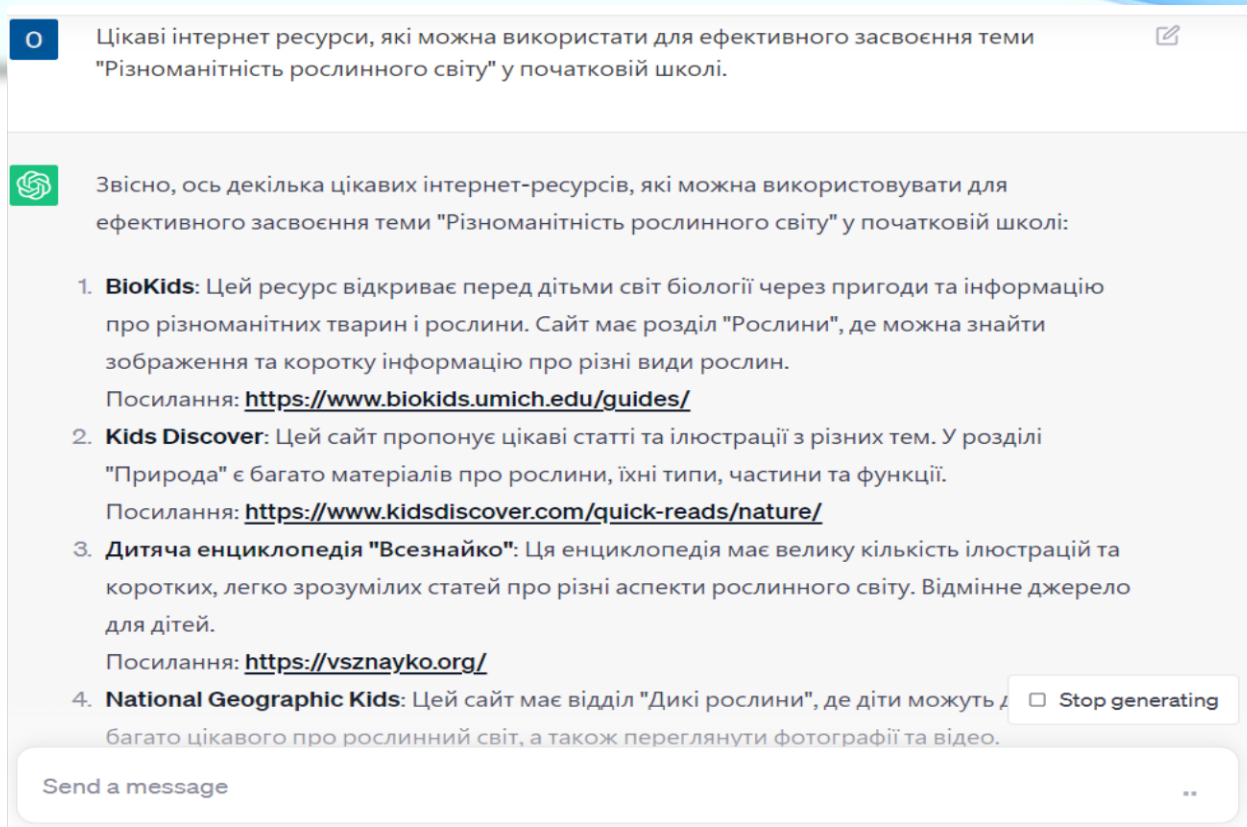 О
Цікаві інтернет ресурси, які можна використати для ефективного засвоєння теми
"Різноманітність рослинного світу" у початковій школі.
Звісно, ось декілька цікавих інтернет-ресурсів, які можна використовувати для
ефективного засвоєння теми "Різноманітність рослинного світу" у початковій школі:
1. BioKids: Цей ресурс відкриває перед дітьми світ біології через пригоди та інформацію
про різноманітних тварин і рослини. Сайт має розділ "Рослини", де можна знайти
зображення та коротку інформацію про різні види рослин.
Посилання: https://www.biokids.umich.edu/guides/
2. Kids Discover: Цей сайт пропонує цікаві статті та ілюстрації з різних тем. У розділі
"Природа" є багато матеріалів про рослини, їхні типи, частини та функції.
Посилання: https://www.kidsdiscover.com/quick-reads/nature/
3. Дитяча енциклопедія "Всезнайко": Ця енциклопедія має велику кількість ілюстрацій та
коротких, легко зрозумілих статей про різні аспекти рослинного світу. Відмінне джерело
для дітей.
Посилання: https://vsznayko.org/
4. National Geographic Kids: Цей сайт має відділ "Дикі рослини", де діти можуть
Stop generating
багато цікавого про рослинний світ, а також переглянути фотографії та відео.
Send a message